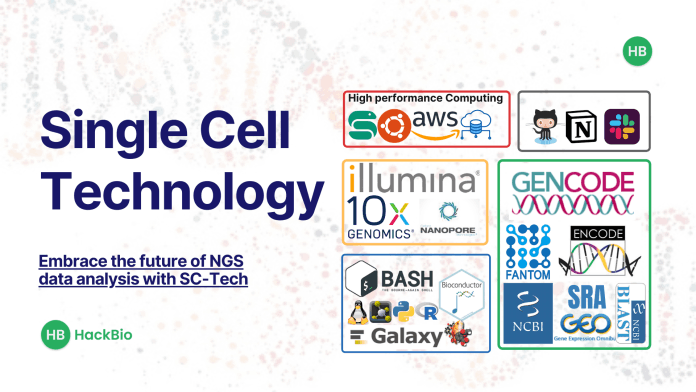 HB
Single Cell
Technology
Embrace the future of NGS
data analysis with SC-Tech
HB HackBio
High performance Computing
aws
N
illumina®
10x
GENOMICS®
NANOPORE
GENCODE
FANTOM
ENCODE
NCBI
SRA
GEO
Gene Expression Omnibu
BLAST
NCBI
$_
BASH
THE BOURNE-AGAIN SHELL
Bioconductor
R
Galaxy